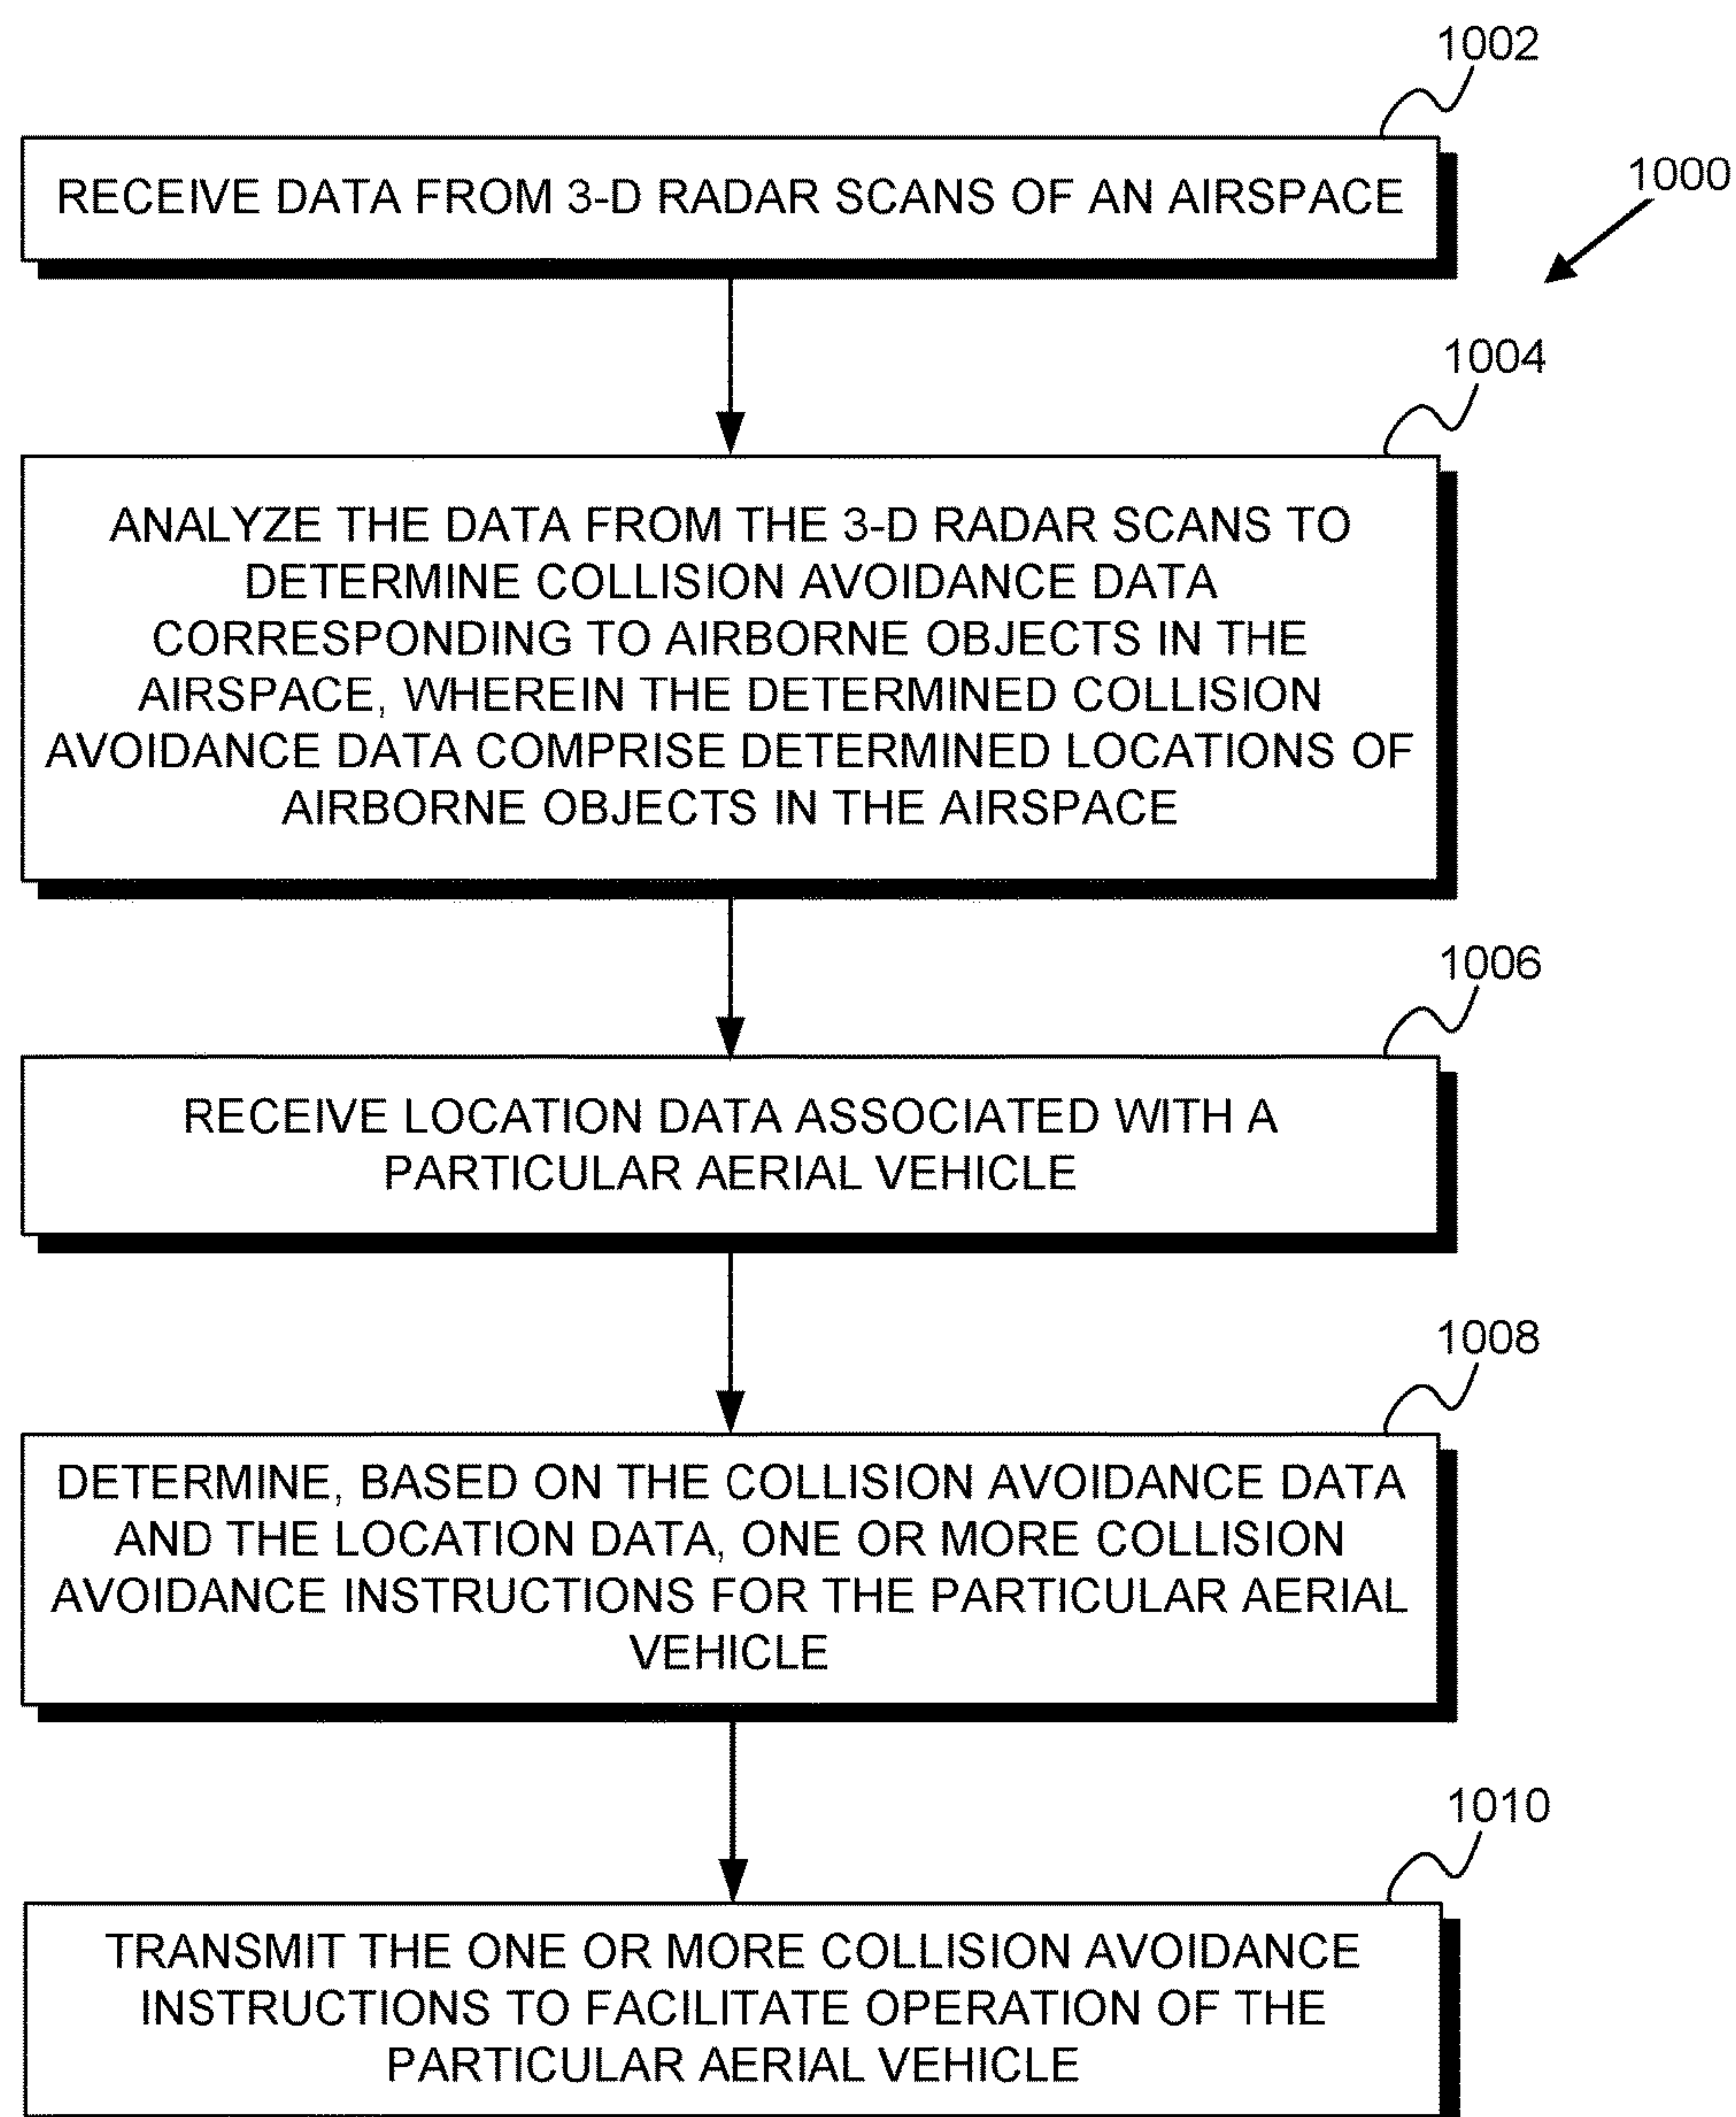 1002
RECEIVE DATA FROM 3-D RADAR SCANS OF AN AIRSPACE
1000
1004
ANALYZE THE DATA FROM THE 3-D RADAR SCANS TO
DETERMINE COLLISION AVOIDANCE DATA
CORRESPONDING TO AIRBORNE OBJECTS IN THE
AIRSPACE, WHEREIN THE DETERMINED COLLISION
AVOIDANCE DATA COMPRISE DETERMINED LOCATIONS OF
AIRBORNE OBJECTS IN THE AIRSPACE
1006
RECEIVE LOCATION DATA ASSOCIATED WITH A
PARTICULAR AERIAL VEHICLE
1008
DETERMINE, BASED ON THE COLLISION AVOIDANCE DATA
AND THE LOCATION DATA, ONE OR MORE COLLISION
AVOIDANCE INSTRUCTIONS FOR THE PARTICULAR AERIAL
VEHICLE
1010
TRANSMIT THE ONE OR MORE COLLISION AVOIDANCE
INSTRUCTIONS TO FACILITATE OPERATION OF THE
PARTICULAR AERIAL VEHICLE